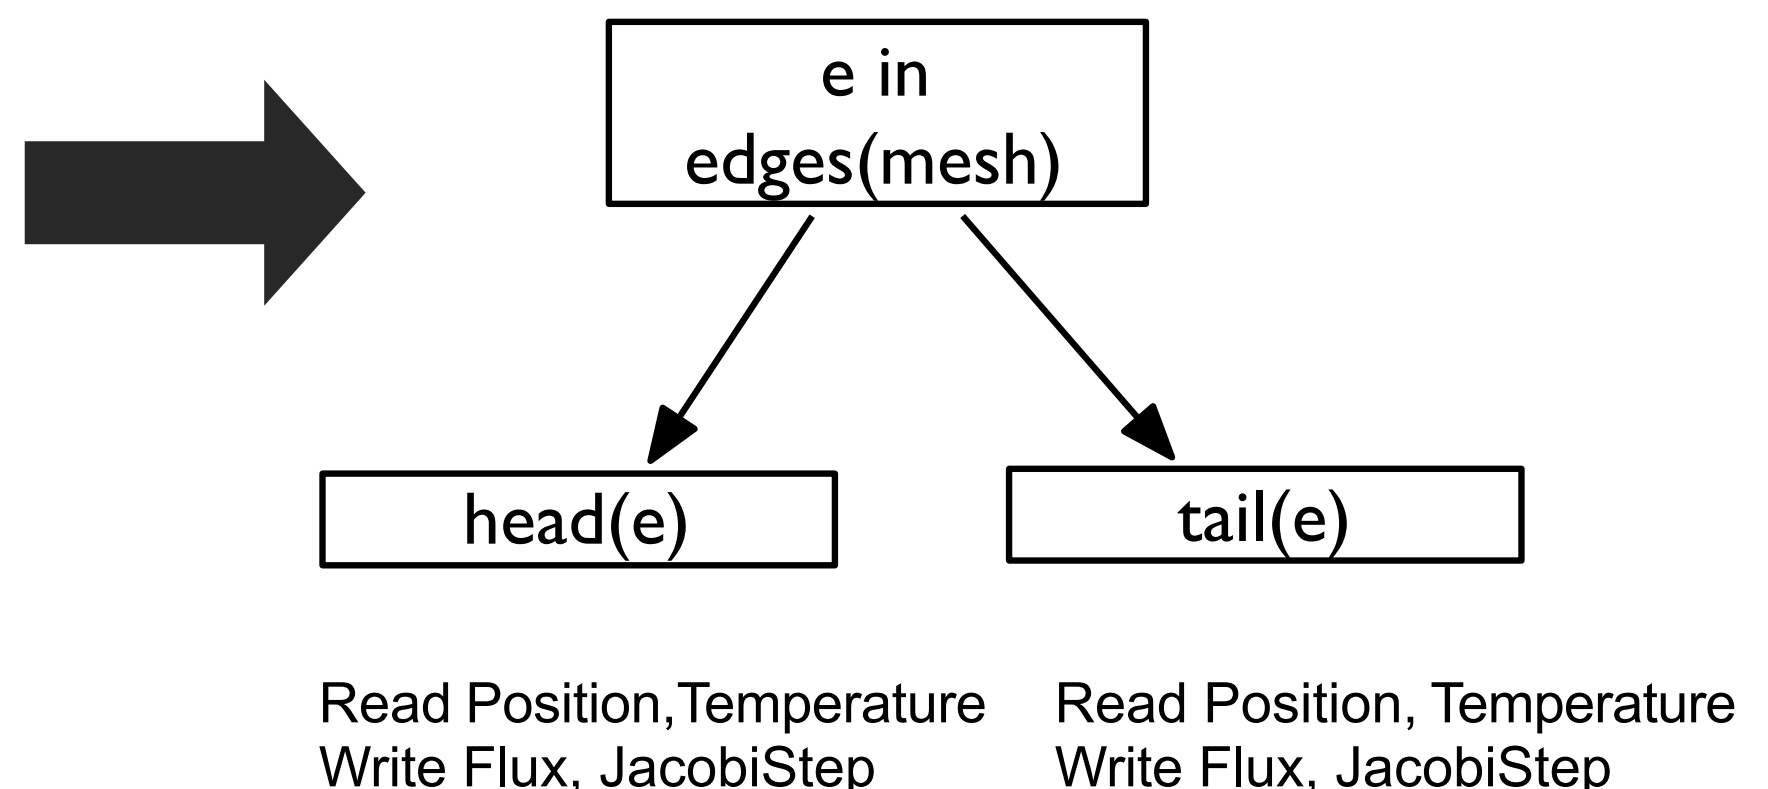 e in
edges(mesh)
head(e)
tail(e)
Read Position,Temperature
Write Flux, JacobiStep
Read Position, Temperature
Write Flux, JacobiStep